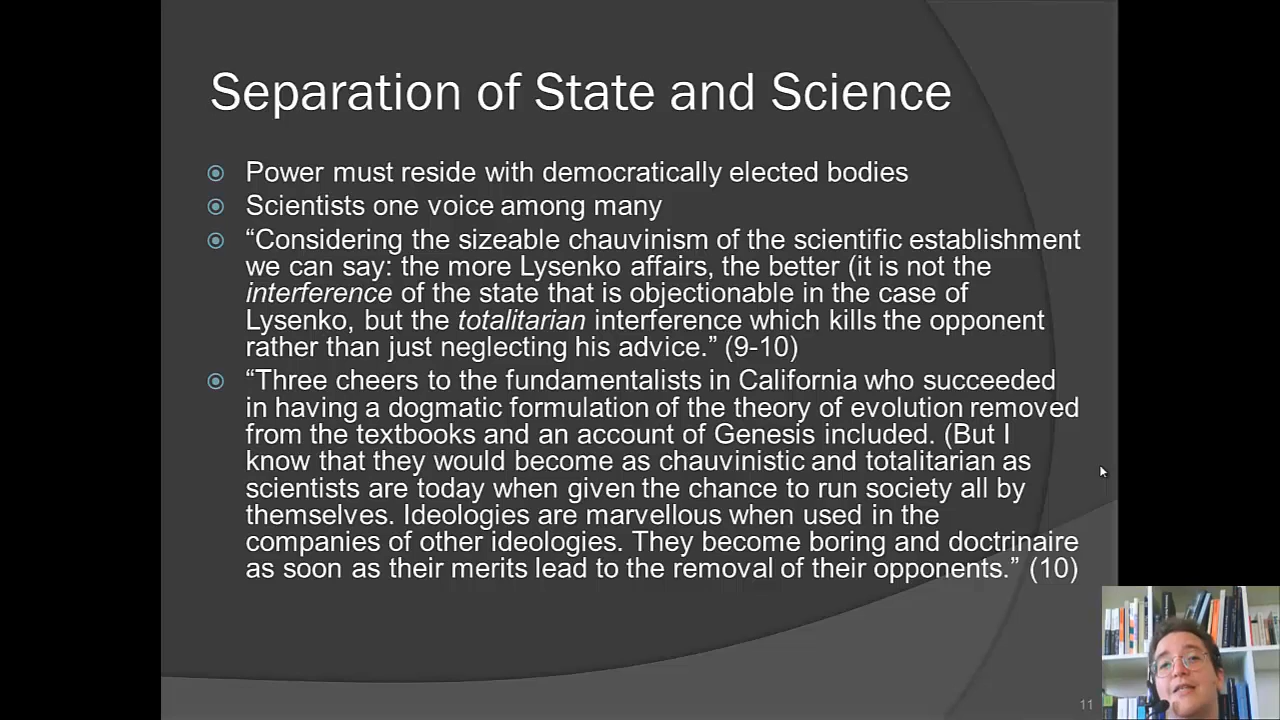 Separation of State and Science
Power must reside with democratically elected bodies
Scientists one voice among many
“Considering the sizeable chauvinism of the scientific establishment
we can say: the more Lysenko affairs, the better (it is not the
interference of the state that is objectionable in the case of
Lysenko, but the totalitarian interference which kills the opponent
rather than just neglecting his advice.” (9-10)
“Three cheers to the fundamentalists in California who succeeded
in having a dogmatic formulation of the theory of evolution removed
from the textbooks and an account of Genesis included. (But I
know that they would become as chauvinistic and totalitarian as
scientists are today when given the chance to run society all by
themselves. Ideologies are marvellous when used in the
companies of other ideologies. They become boring and doctrinaire
as soon as their merits lead to the removal of their opponents.” (10)
11